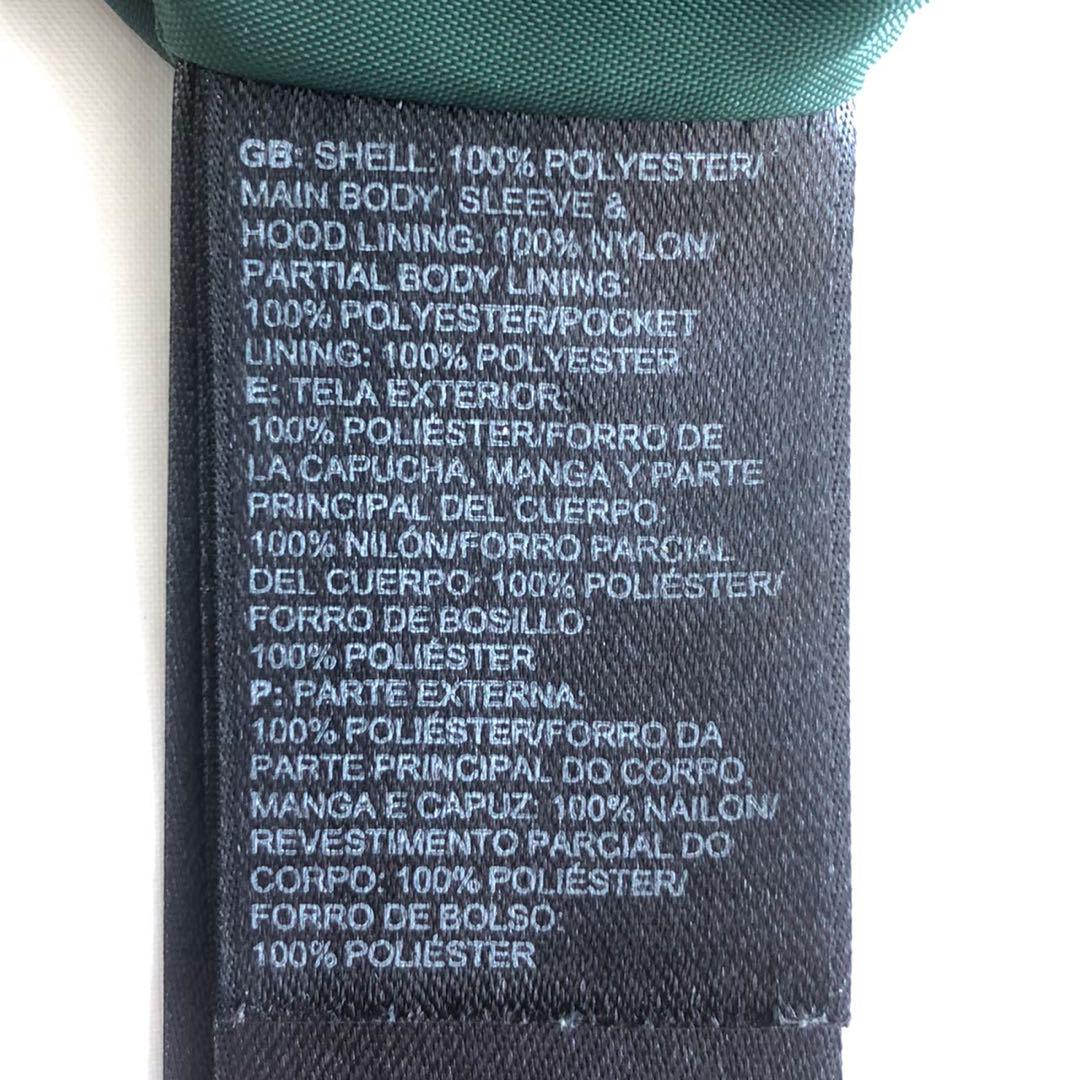 GB: SHELL: 100% POLYESTER/
MAIN BODY, SLEEVE &
HOOD LINING: 100% NYLON/
PARTIAL BODY LINING:
100% POLYESTER/POCKET
LINING: 100% POLYESTER.
E: TELA EXTERIOR:
100% POLIÉSTER/FORRO DE
LA CAPUCHA, MANGA Y PARTE
PRINCIPAL DEL CUERPO:
100% NILÓN/FORRO PARCIAL
DEL CUERPO: 100% POLIÉSTER/
FORRO DE BOSILLO:
100% POLIÉSTER
P: PARTE EXTERNA:
100% POLIÉSTER/FORRO DA
PARTE PRINCIPAL DO CORPO,
MANGA E CAPUZ: 100% NÁILON/
REVESTIMENTO PARCIAL DO
CORPO: 100% POLIÉSTER/
FORRO DE BOLSO:
100% POLIÉSTER